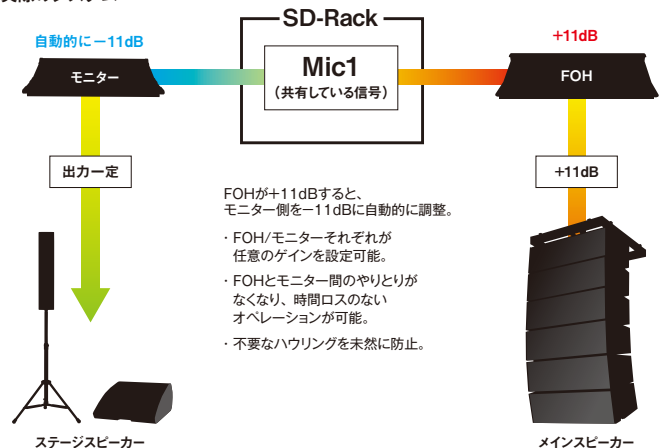 SD-Rack
自動的に－11dB
+11dB
モニター
Mic1
（共有している信号）
FOH
出力一定
+11dB
FOHが＋11dBすると、
モニター側を－11dBに自動的に調整。
・FOH/モニターそれぞれが
任意のゲインを設定可能。
・FOHとモニター間のやりとりが
なくなり、時間ロスのない
オペレーションが可能。
・不要なハウリングを未然に防止。
ステージスピーカー
メインスピーカー